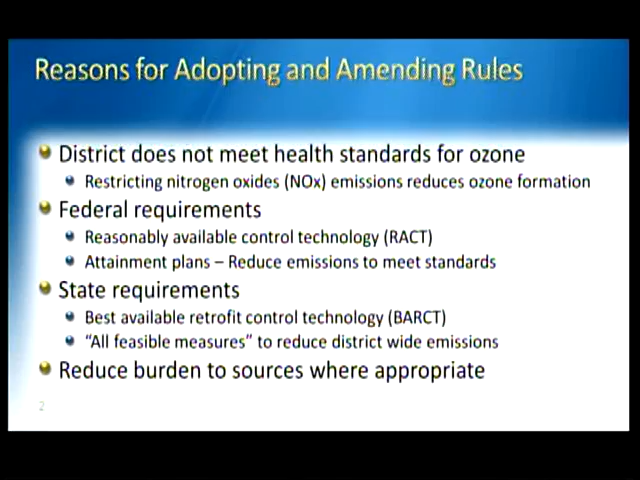 Reasons for Adopting and Amending Rules
District does not meet health standards for ozone
Restricting nitrogen oxides (NOx) emissions reduces ozone formation
Federal requirements
Reasonably available control technology (RACT)
Attainment plans – Reduce emissions to meet standards
State requirements
Best available retrofit control technology (BARCT)
“All feasible measures” to reduce district wide emissions
Reduce burden to sources where appropriate
2